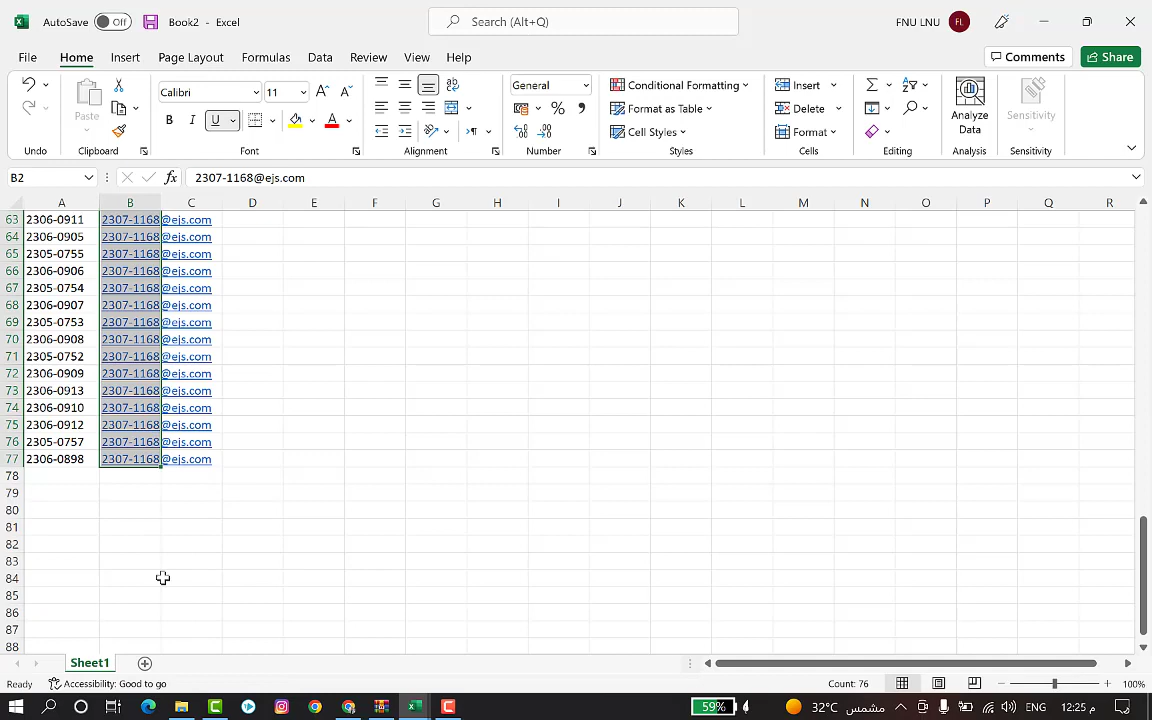 AutoSave Off Book2 - Excel Search (Alt+Q) FNU LNU FL
File Home Insert Page Layout Formulas Data Review View Help Comments Share
Paste Calibri 11 General Conditional Formatting Format as Table Cell Styles Insert Delete Format Analyze Data Sensitivity
Undo Clipboard Font Alignment Number Styles Cells Editing Analysis Sensitivity
B2 fx 2307-1168@ejs.com
A B C D E F G H I J K L M N O P Q R
63 2306-0911 2307-1168@ejs.com
64 2306-0905 2307-1168@ejs.com
65 2305-0755 2307-1168@ejs.com
66 2306-0906 2307-1168@ejs.com
67 2305-0754 2307-1168@ejs.com
68 2306-0907 2307-1168@ejs.com
69 2305-0753 2307-1168@ejs.com
70 2306-0908 2307-1168@ejs.com
71 2305-0752 2307-1168@ejs.com
72 2306-0909 2307-1168@ejs.com
73 2306-0913 2307-1168@ejs.com
74 2306-0910 2307-1168@ejs.com
75 2306-0912 2307-1168@ejs.com
76 2305-0757 2307-1168@ejs.com
77 2306-0898 2307-1168@ejs.com
78
79
80
81
82
83
84
85
86
87
88
Sheet1
Ready Accessibility: Good to go Count: 76 100%
59% 32°C مشمس ENG 12:25 م